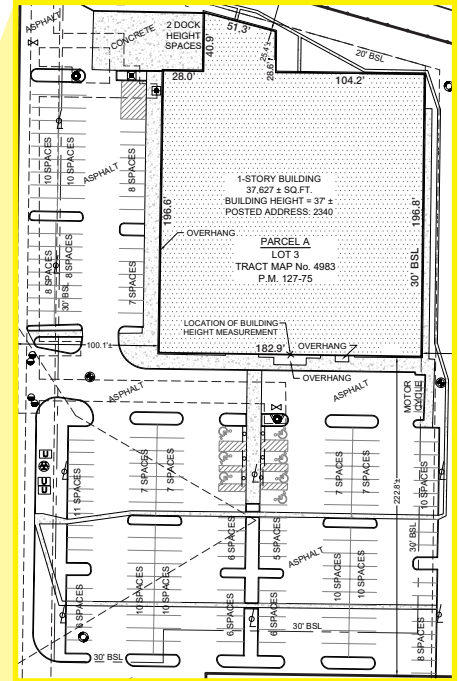 ASPHALT
CONCRETE
2 DOCK
HEIGHT
SPACES
51.3'
40.9'
25.4'
28.6'
20' BSL
28.0'
104.2'
10 SPACES
10 SPACES
ASPHALT
8 SPACES
196.6'
1-STORY BUILDING
37,627 ± SQ.FT.
BUILDING HEIGHT = 37' ±
POSTED ADDRESS: 2340
196.8'
OVERHANG
PARCEL A
LOT 3
TRACT MAP No. 4983
P.M. 127-75
30' BSL
8 SPACES
30' BSL
8 SPACES
7 SPACES
LOCATION OF BUILDING
HEIGHT MEASUREMENT
100.1'±
182.9'
OVERHANG
OVERHANG
ASPHALT
ASPHALT
MOTOR
CYCLE
11 SPACES
7 SPACES
7 SPACES
7 SPACES
7 SPACES
222.8'±
10 SPACES
6 SPACES
5 SPACES
ASPHALT
30' BSL
6 SPACES
10 SPACES
10 SPACES
6 SPACES
6 SPACES
10 SPACES
10 SPACES
30' BSL
8 SPACES
30' BSL